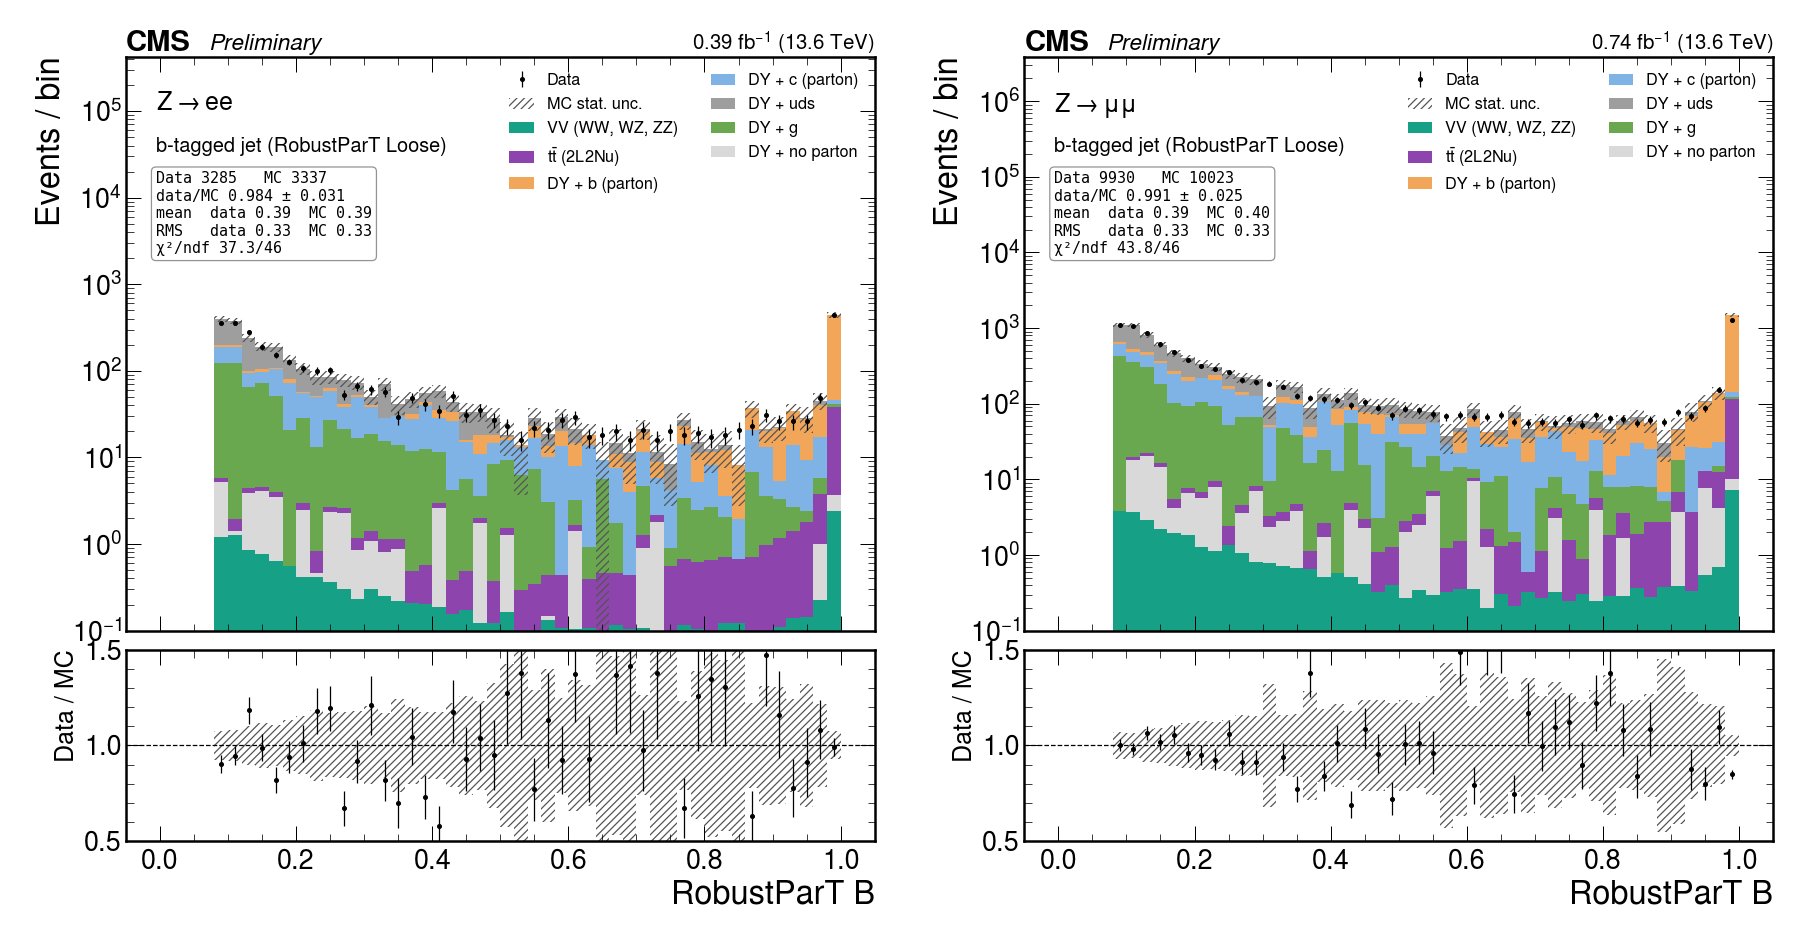 CMS Preliminary 0.39 fb⁻¹ (13.6 TeV)
Events / bin
Z → ee
b-tagged jet (RobustParT Loose)
Data 3285 MC 3337
data/MC 0.984 ± 0.031
mean data 0.39 MC 0.39
RMS data 0.33 MC 0.33
χ²/ndf 37.3/46
Data
MC stat. unc.
VV (WW, WZ, ZZ)
tt̄ (2L2Nu)
DY + b (parton)
DY + c (parton)
DY + uds
DY + g
DY + no parton
10⁵
10⁴
10³
10²
10¹
10⁰
10⁻¹
Data / MC
1.5
1.0
0.5
0.0 0.2 0.4 0.6 0.8 1.0
RobustParT B
CMS Preliminary 0.74 fb⁻¹ (13.6 TeV)
Events / bin
Z → μμ
b-tagged jet (RobustParT Loose)
Data 9930 MC 10023
data/MC 0.991 ± 0.025
mean data 0.39 MC 0.40
RMS data 0.33 MC 0.33
χ²/ndf 43.8/46
Data
MC stat. unc.
VV (WW, WZ, ZZ)
tt̄ (2L2Nu)
DY + b (parton)
DY + c (parton)
DY + uds
DY + g
DY + no parton
10⁶
10⁵
10⁴
10³
10²
10¹
10⁰
10⁻¹
Data / MC
1.5
1.0
0.5
0.0 0.2 0.4 0.6 0.8 1.0
RobustParT B